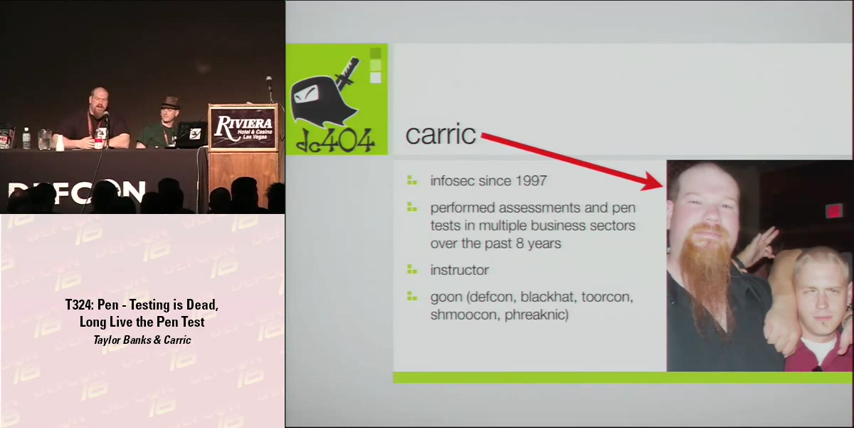 RIVIERA
Hotel & Casino
Las Vegas
DEFCON
T324: Pen - Testing is Dead,
Long Live the Pen Test
Taylor Banks & Carric
dc404
carric
infosec since 1997
performed assessments and pen
tests in multiple business sectors
over the past 8 years
instructor
goon (defcon, blackhat, toorcon,
shmoocon, phreaknic)